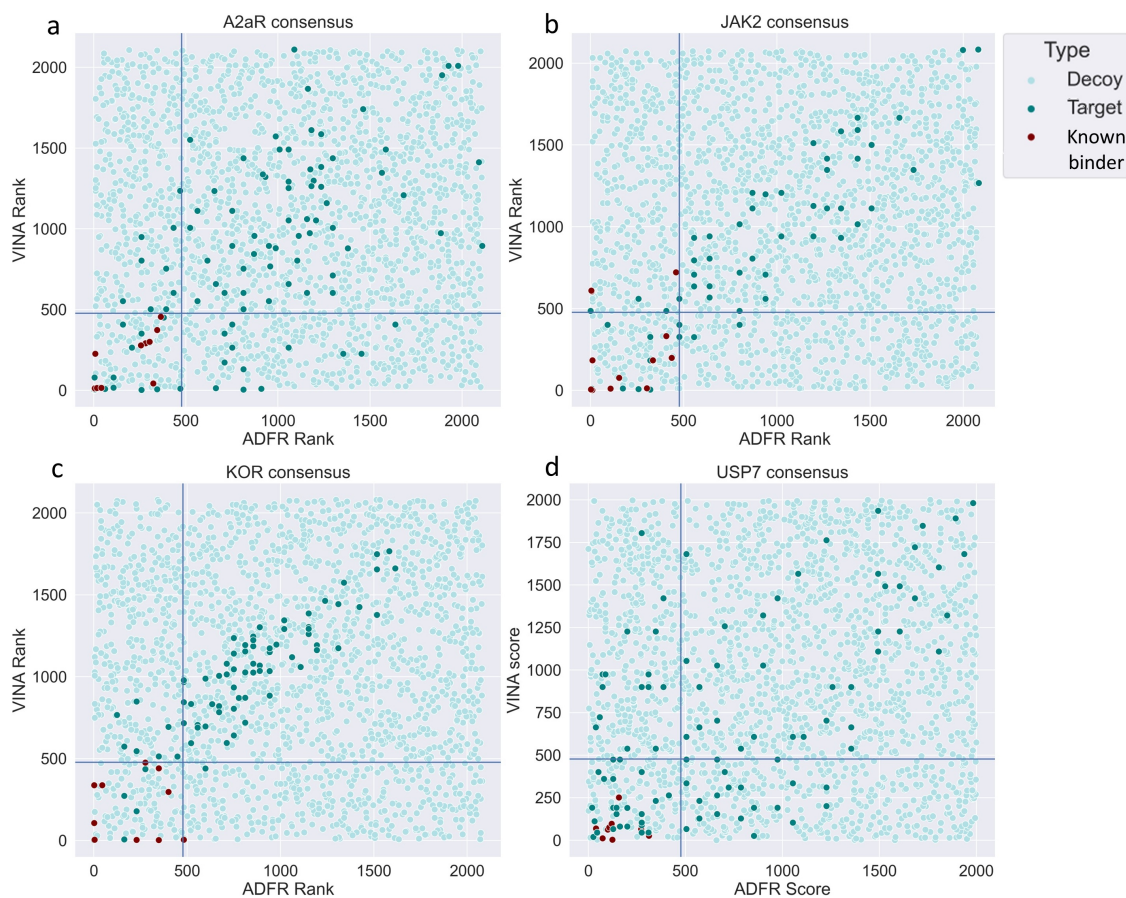 a
A2aR consensus
VINA Rank
2000
1500
1000
500
0
0 500 1000 1500 2000
ADFR Rank
b
JAK2 consensus
VINA Rank
2000
1500
1000
500
0
0 500 1000 1500 2000
ADFR Rank
Type
Decoy
Target
Known
binder
c
KOR consensus
VINA Rank
2000
1500
1000
500
0
0 500 1000 1500 2000
ADFR Rank
d
USP7 consensus
VINA score
2000
1750
1500
1250
1000
750
500
250
0
0 500 1000 1500 2000
ADFR Score